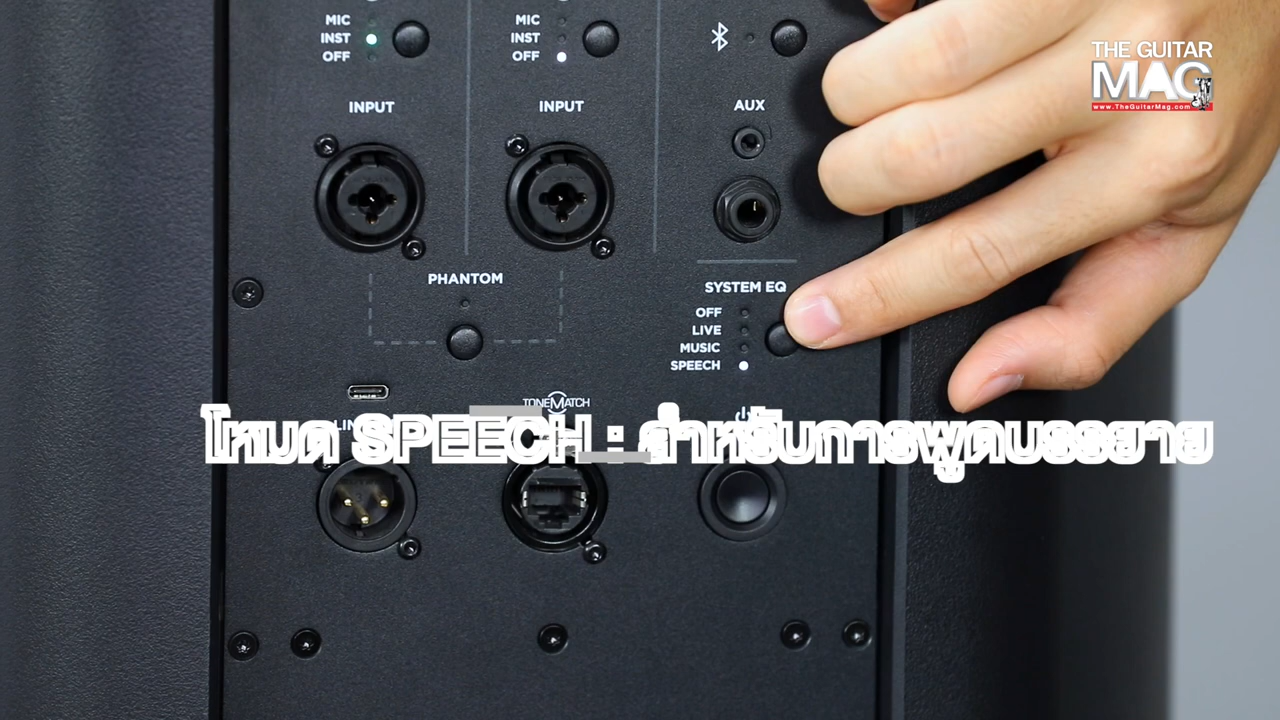 MIC
INST
OFF
MIC
INST
OFF
THE GUITAR
MAG
www.TheGuitarMag.com
INPUT
INPUT
AUX
PHANTOM
SYSTEM EQ
OFF
LIVE
MUSIC
SPEECH
TONEMATCH
โหมด SPEECH : สำหรับการพูดบรรยาย